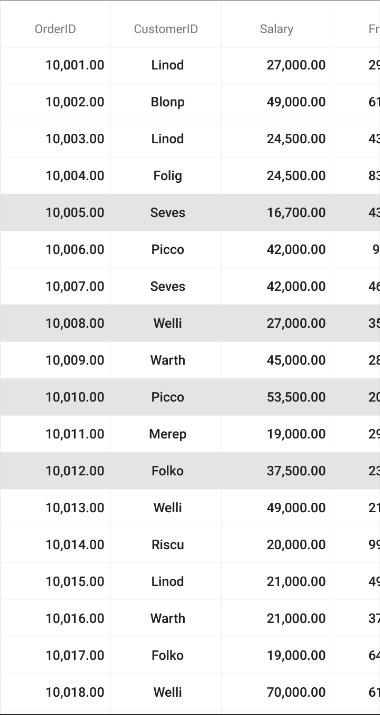 OrderID CustomerID Salary Fr
10,001.00 Linod 27,000.00 29
10,002.00 Blonp 49,000.00 61
10,003.00 Linod 24,500.00 43
10,004.00 Folig 24,500.00 83
10,005.00 Seves 16,700.00 43
10,006.00 Picco 42,000.00 9
10,007.00 Seves 42,000.00 46
10,008.00 Welli 27,000.00 35
10,009.00 Warth 45,000.00 28
10,010.00 Picco 53,500.00 20
10,011.00 Merep 19,000.00 29
10,012.00 Folko 37,500.00 23
10,013.00 Welli 49,000.00 21
10,014.00 Riscu 20,000.00 99
10,015.00 Linod 21,000.00 49
10,016.00 Warth 21,000.00 37
10,017.00 Folko 19,000.00 64
10,018.00 Welli 70,000.00 61